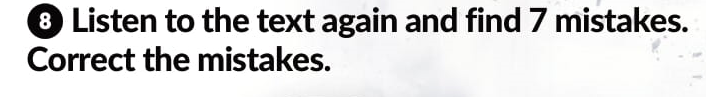 8 Listen to the text again and find 7 mistakes.
Correct the mistakes.